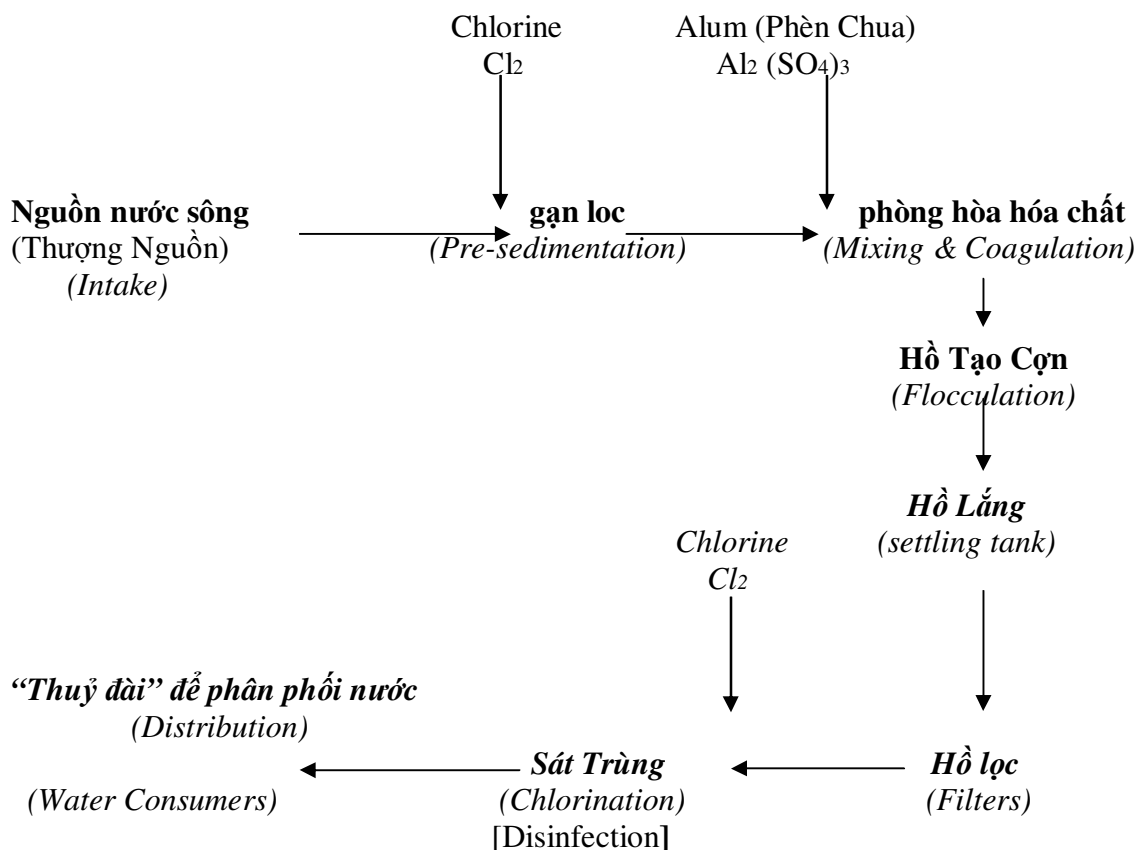 Chlorine
Cl2
Alum (Phèn Chua)
Al2 (SO4)3
Nguồn nước sông
(Thượng Nguồn)
(Intake)
gạn loc
(Pre-sedimentation)
phòng hòa hóa chất
(Mixing & Coagulation)
Hồ Tạo Cợn
(Flocculation)
Hồ Lắng
(settling tank)
Chlorine
Cl2
“Thuỷ đài” để phân phối nước
(Distribution)
(Water Consumers)
Sát Trùng
(Chlorination)
[Disinfection]
Hồ lọc
(Filters)